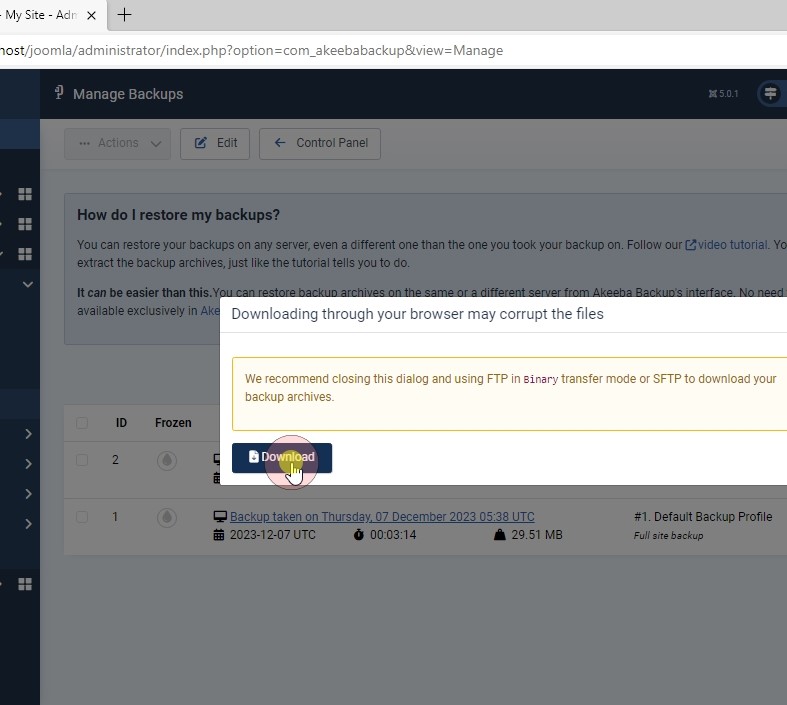 - My Site - Adm
host/joomla/administrator/index.php?option=com_akeebabackup&view=Manage
Manage Backups
5.0.1
Actions
Edit
Control Panel
How do I restore my backups?
You can restore your backups on any server, even a different one than the one you took your backup on. Follow our video tutorial. Yo
extract the backup archives, just like the tutorial tells you to do.
It can be easier than this.You can restore backup archives on the same or a different server from Akeeba Backup's interface. No need
available exclusively in Ake
Downloading through your browser may corrupt the files
We recommend closing this dialog and using FTP in Binary transfer mode or SFTP to download your
backup archives.
Download
ID Frozen
2
1 Backup taken on Thursday, 07 December 2023 05:38 UTC #1. Default Backup Profile
2023-12-07 UTC 00:03:14 29.51 MB Full site backup